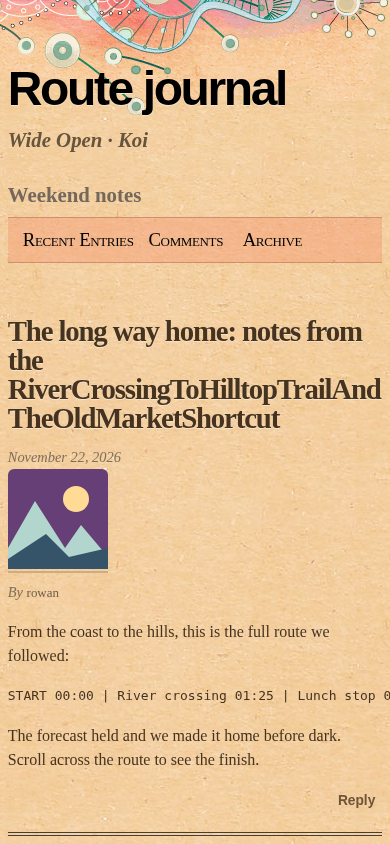 Route journal
Wide Open · Koi
Weekend notes
Recent Entries Comments Archive
The long way home: notes from
the
RiverCrossingToHilltopTrailAnd
TheOldMarketShortcut
November 22, 2026
By rowan
From the coast to the hills, this is the full route we
followed:
START 00:00 | River crossing 01:25 | Lunch stop
The forecast held and we made it home before dark.
Scroll across the route to see the finish.
Reply